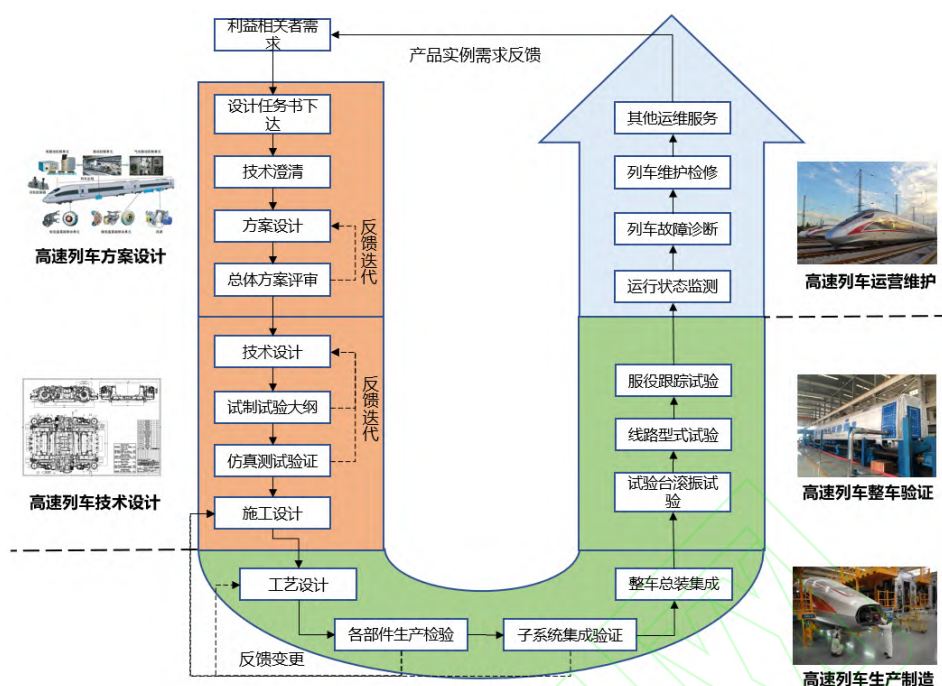 利益相关者需
求
产品实例需求反馈
设计任务书下
达
技术澄清
方案设计
总体方案评审
反馈迭代
高速列车方案设计
技术设计
试制试验大纲
仿真测试验证
施工设计
反馈迭代
高速列车技术设计
工艺设计
各部件生产检验
子系统集成验证
反馈变更
整车总装集成
高速列车生产制造
试验台滚振试
验
线路型式试验
服役跟踪试验
高速列车整车验证
运行状态监测
列车故障诊断
列车维护检修
其他运维服务
高速列车运营维护